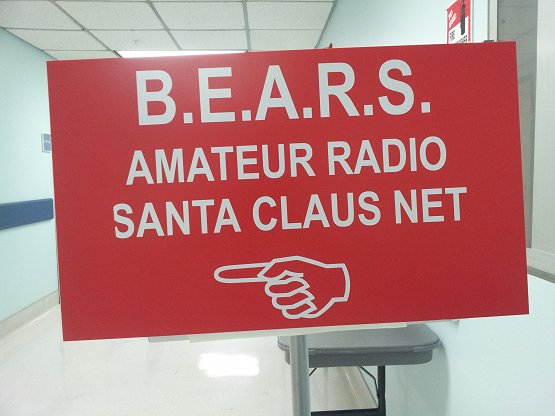 B.E.A.R.S.
AMATEUR RADIO
SANTA CLAUS NET